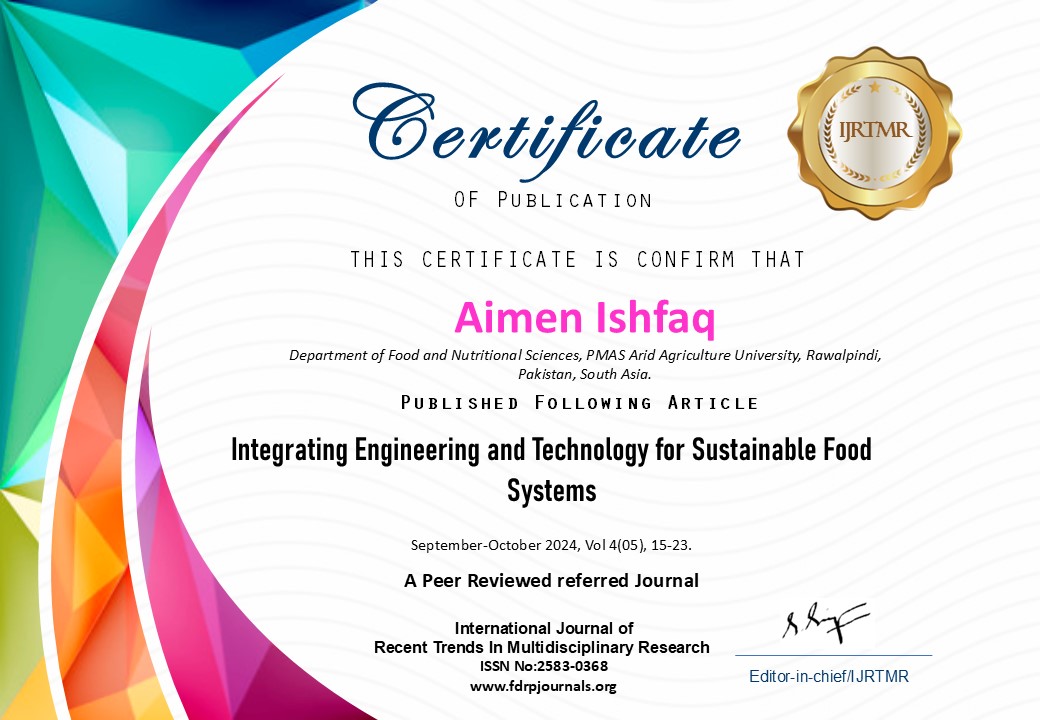 Certificate
IJRTMR
OF PUBLICATION
THIS CERTIFICATE IS CONFIRM THAT
Aimen Ishfaq
Department of Food and Nutritional Sciences, PMAS Arid Agriculture University, Rawalpindi,
Pakistan, South Asia.
PUBLISHED FOLLOWING ARTICLE
Integrating Engineering and Technology for Sustainable Food
Systems
September-October 2024, Vol 4(05), 15-23.
A Peer Reviewed referred Journal
International Journal of
Recent Trends In Multidisciplinary Research
ISSN No:2583-0368
www.fdrpjournals.org
Editor-in-chief/IJRTMR